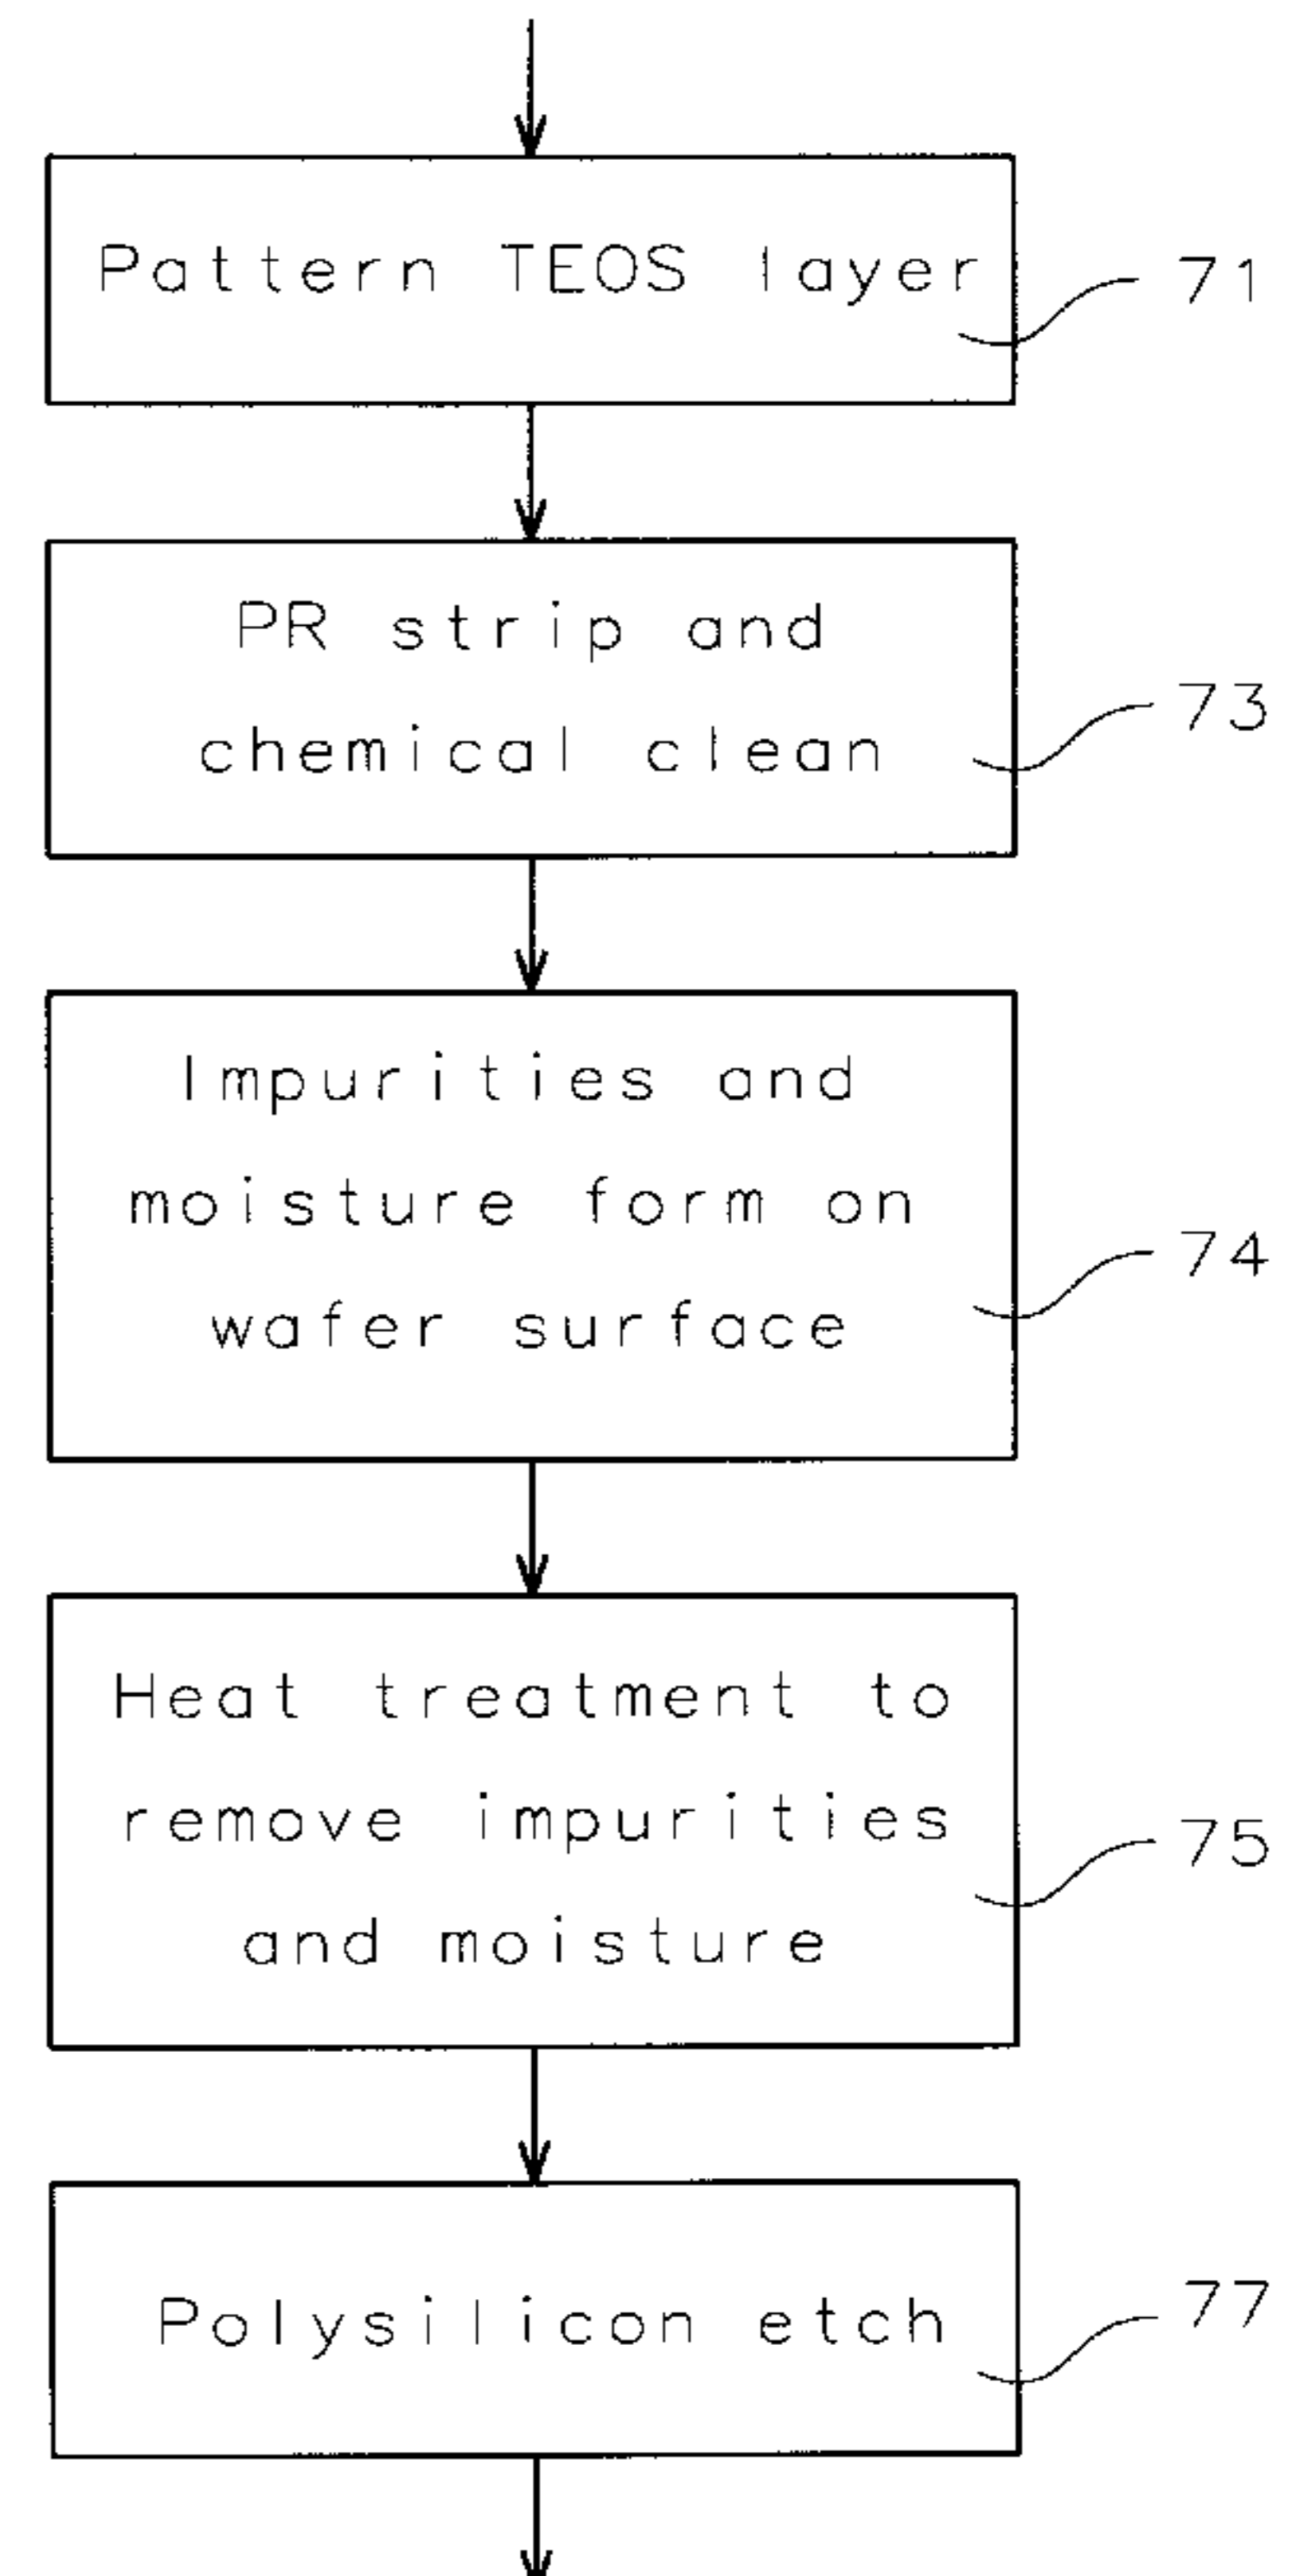 Pattern TEOS layer
71
PR strip and
chemical clean
73
Impurities and
moisture form on
wafer surface
74
Heat treatment to
remove impurities
and moisture
75
Polysilicon etch
77